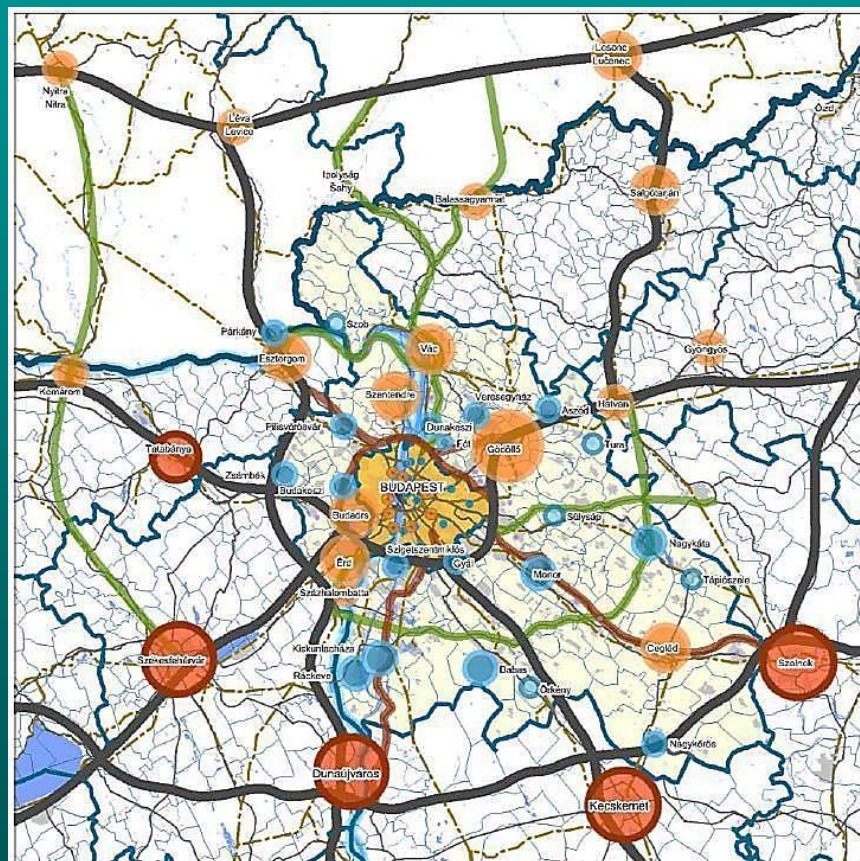 Losonc
Lučenec
Nyitra
Nitra
Ózd
Léva
Levice
Ipolyság
Šahy
Balassagyarmat
Salgótarján
Párkány
Szob
Esztergom
Vác
Gyöngyös
Komárom
Szentendre
Veresegyház
Aszód
Hatvan
Pilisvörösvár
Dunakeszi
Fót
Gödöllő
Tura
Tatabánya
Zsámbék
Budakeszi
BUDAPEST
Budaörs
Sülysáp
Szigetszentmiklós
Nagykáta
Érd
Gyál
Monor
Tápiószele
Százhalombatta
Kiskunlacháza
Cegléd
Székesfehérvár
Szolnok
Ráckeve
Dabas
Örkény
Nagykőrös
Dunaújváros
Kecskemét